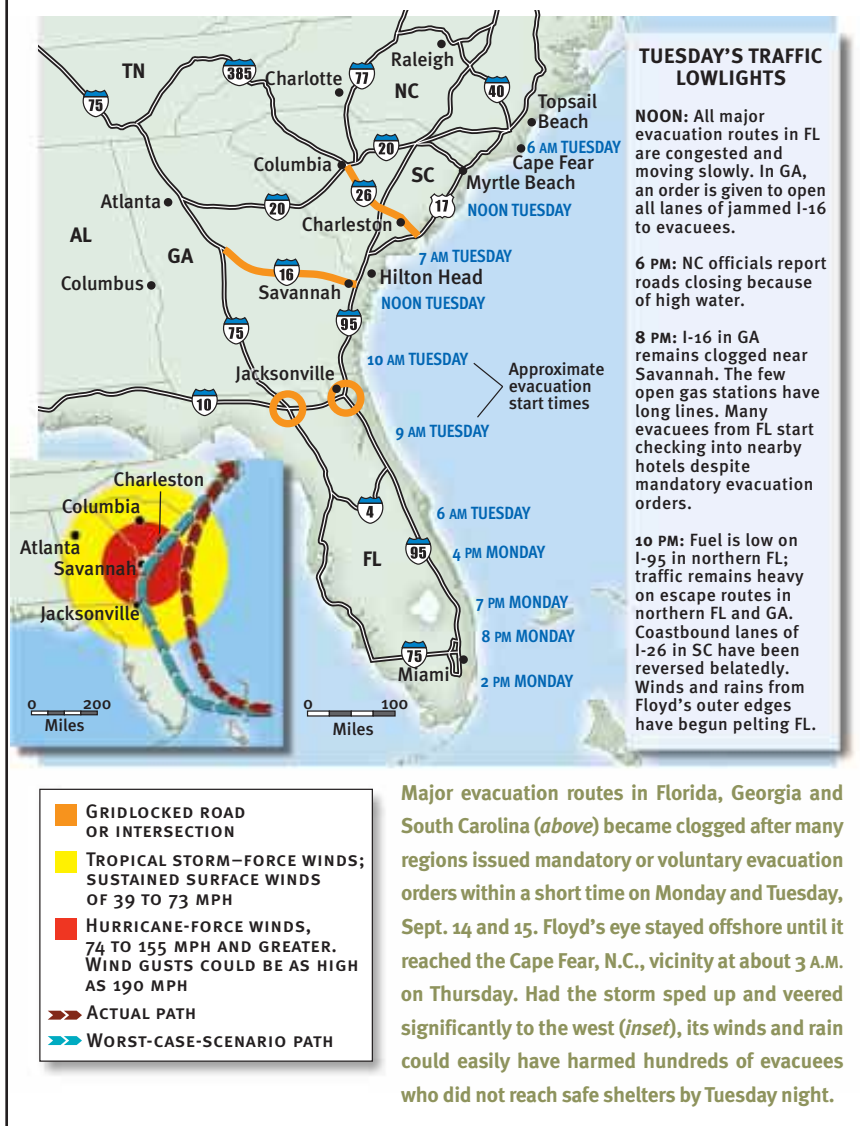 TN
385
Charlotte
77
Raleigh
NC
40
75
Topsail
Beach
20
6 AM TUESDAY
Cape Fear
Columbia
SC
Myrtle Beach
26
17
NOON TUESDAY
Atlanta
20
Charleston
AL
GA
7 AM TUESDAY
16
Hilton Head
Columbus
Savannah
NOON TUESDAY
75
95
10 AM TUESDAY
Jacksonville
Approximate
evacuation
start times
10
9 AM TUESDAY
4
6 AM TUESDAY
95
4 PM MONDAY
FL
7 PM MONDAY
8 PM MONDAY
75
Miami
2 PM MONDAY
0 100
Miles
Charleston
Columbia
Atlanta
Savannah
Jacksonville
0 200
Miles
TUESDAY'S TRAFFIC
LOWLIGHTS
NOON: All major
evacuation routes in FL
are congested and
moving slowly. In GA,
an order is given to open
all lanes of jammed I-16
to evacuees.
6 PM: NC officials report
roads closing because
of high water.
8 PM: I-16 in GA
remains clogged near
Savannah. The few
open gas stations have
long lines. Many
evacuees from FL start
checking into nearby
hotels despite
mandatory evacuation
orders.
10 PM: Fuel is low on
I-95 in northern FL;
traffic remains heavy
on escape routes in
northern FL and GA.
Coastbound lanes of
I-26 in SC have been
reversed belatedly.
Winds and rains from
Floyd's outer edges
have begun pelting FL.
GRIDLOCKED ROAD
OR INTERSECTION
TROPICAL STORM–FORCE WINDS;
SUSTAINED SURFACE WINDS
OF 39 TO 73 MPH
HURRICANE-FORCE WINDS,
74 TO 155 MPH AND GREATER.
WIND GUSTS COULD BE AS HIGH
AS 190 MPH
ACTUAL PATH
WORST-CASE-SCENARIO PATH
Major evacuation routes in Florida, Georgia and
South Carolina (above) became clogged after many
regions issued mandatory or voluntary evacuation
orders within a short time on Monday and Tuesday,
Sept. 14 and 15. Floyd's eye stayed offshore until it
reached the Cape Fear, N.C., vicinity at about 3 A.M.
on Thursday. Had the storm sped up and veered
significantly to the west (inset), its winds and rain
could easily have harmed hundreds of evacuees
who did not reach safe shelters by Tuesday night.